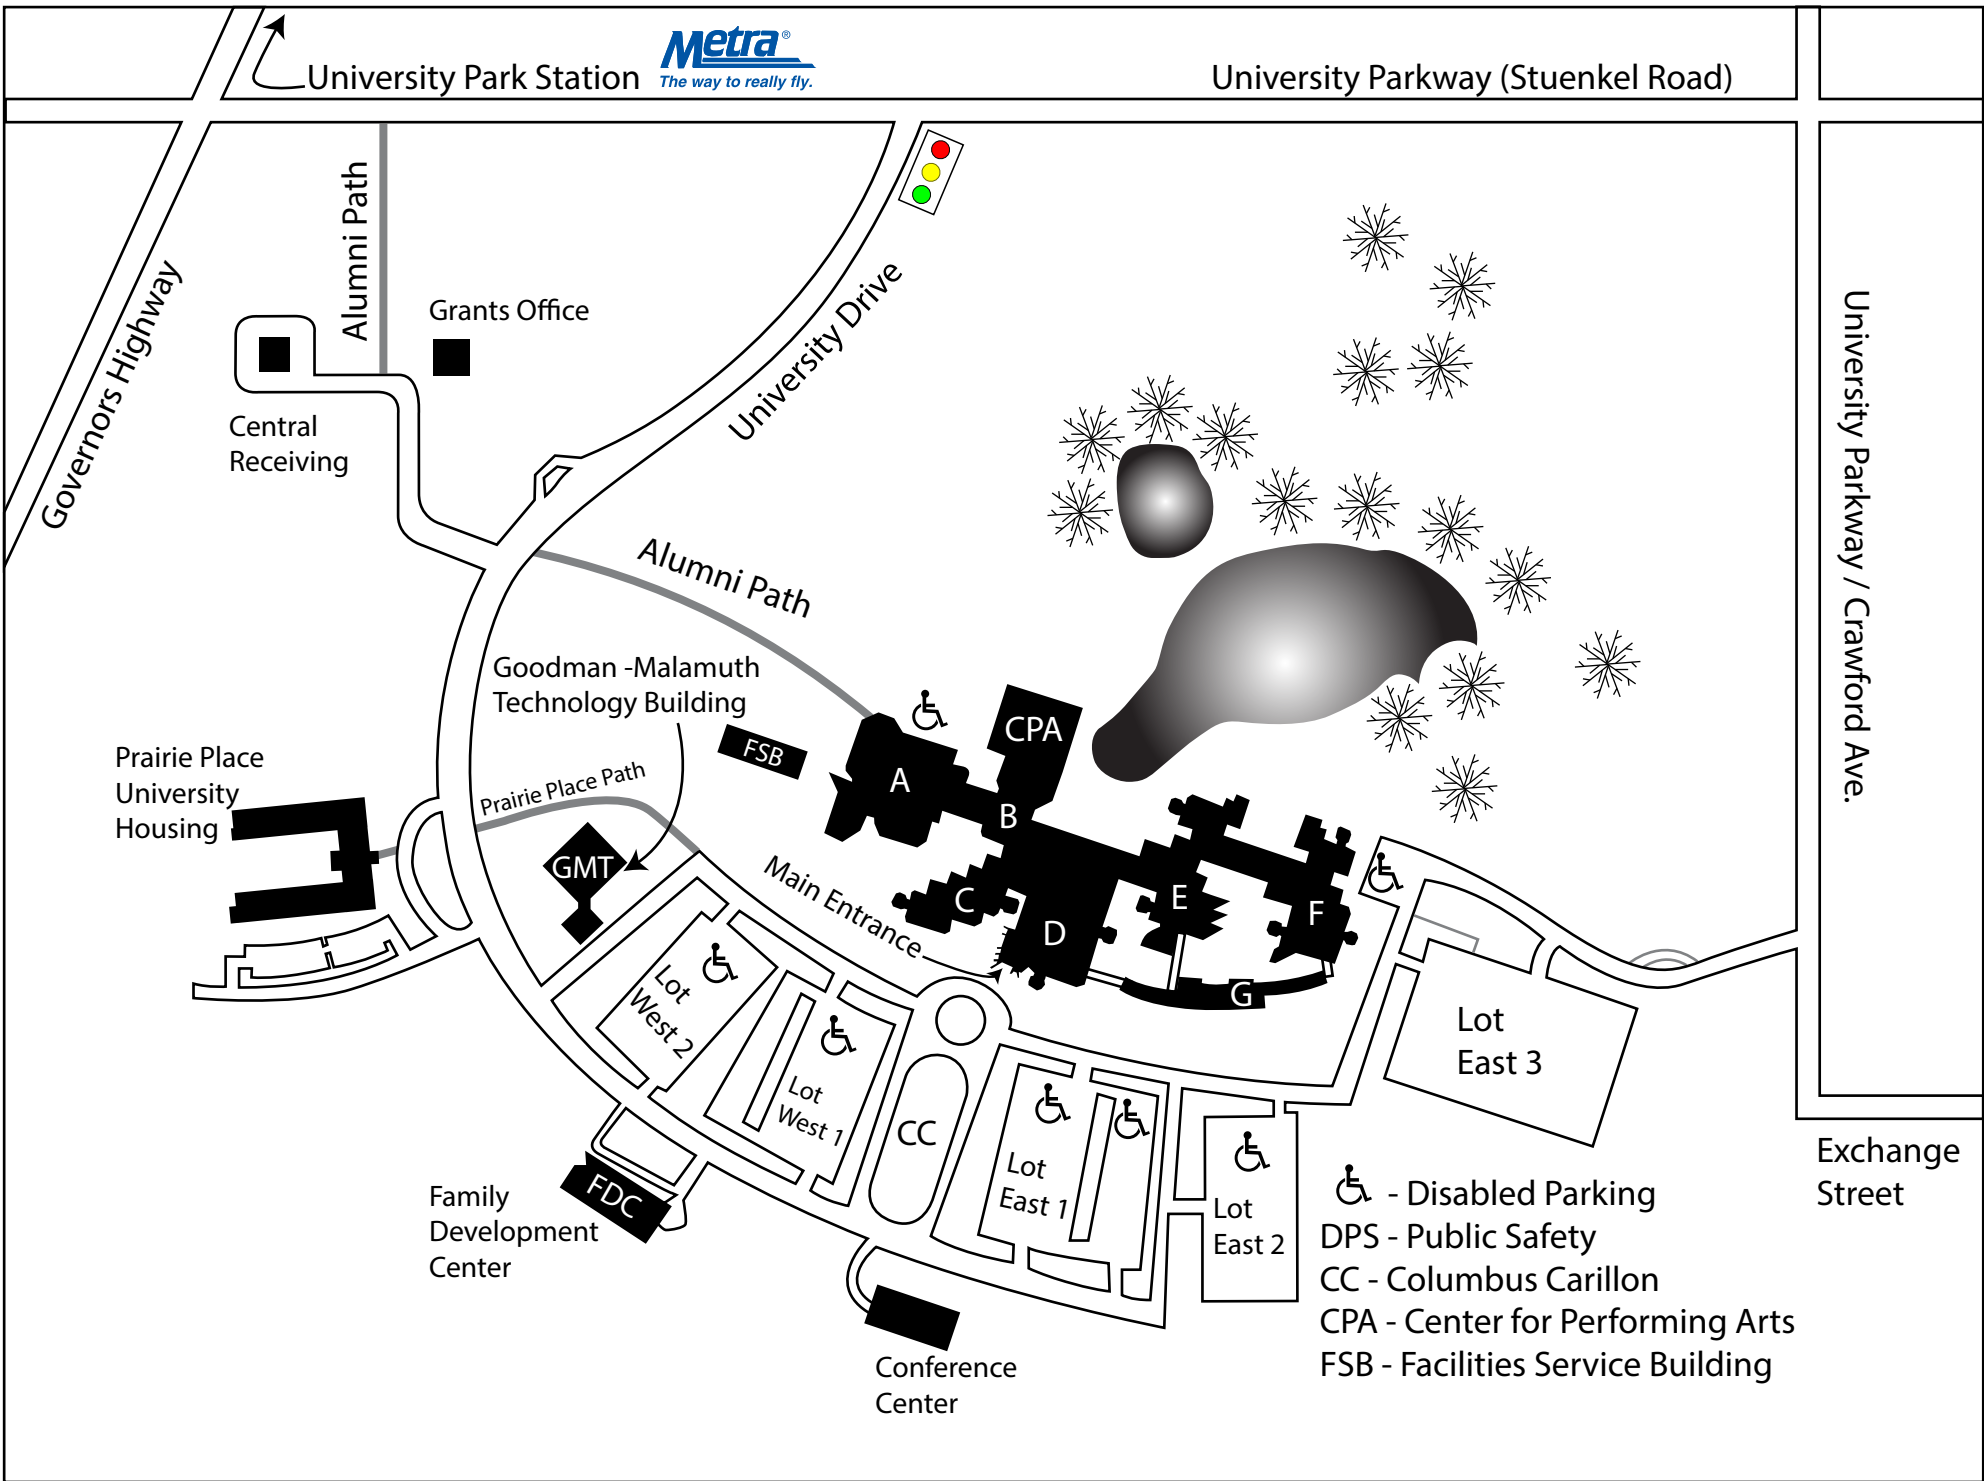 Metra®
The way to really fly.
University Park Station
University Parkway (Stuenkel Road)
Alumni Path
Governors Highway
Grants Office
University Drive
Central
Receiving
University Parkway / Crawford Ave.
Alumni Path
Goodman -Malamuth
Technology Building
FSB
CPA
Prairie Place
University
Housing
Prairie Place Path
A
B
GMT
Main Entrance
C
D
E
F
G
Lot
West 2
Lot
West 1
CC
Lot
East 1
Lot
East 2
Lot
East 3
Exchange
Street
FDC
Family
Development
Center
Conference
Center
- Disabled Parking
DPS - Public Safety
CC - Columbus Carillon
CPA - Center for Performing Arts
FSB - Facilities Service Building